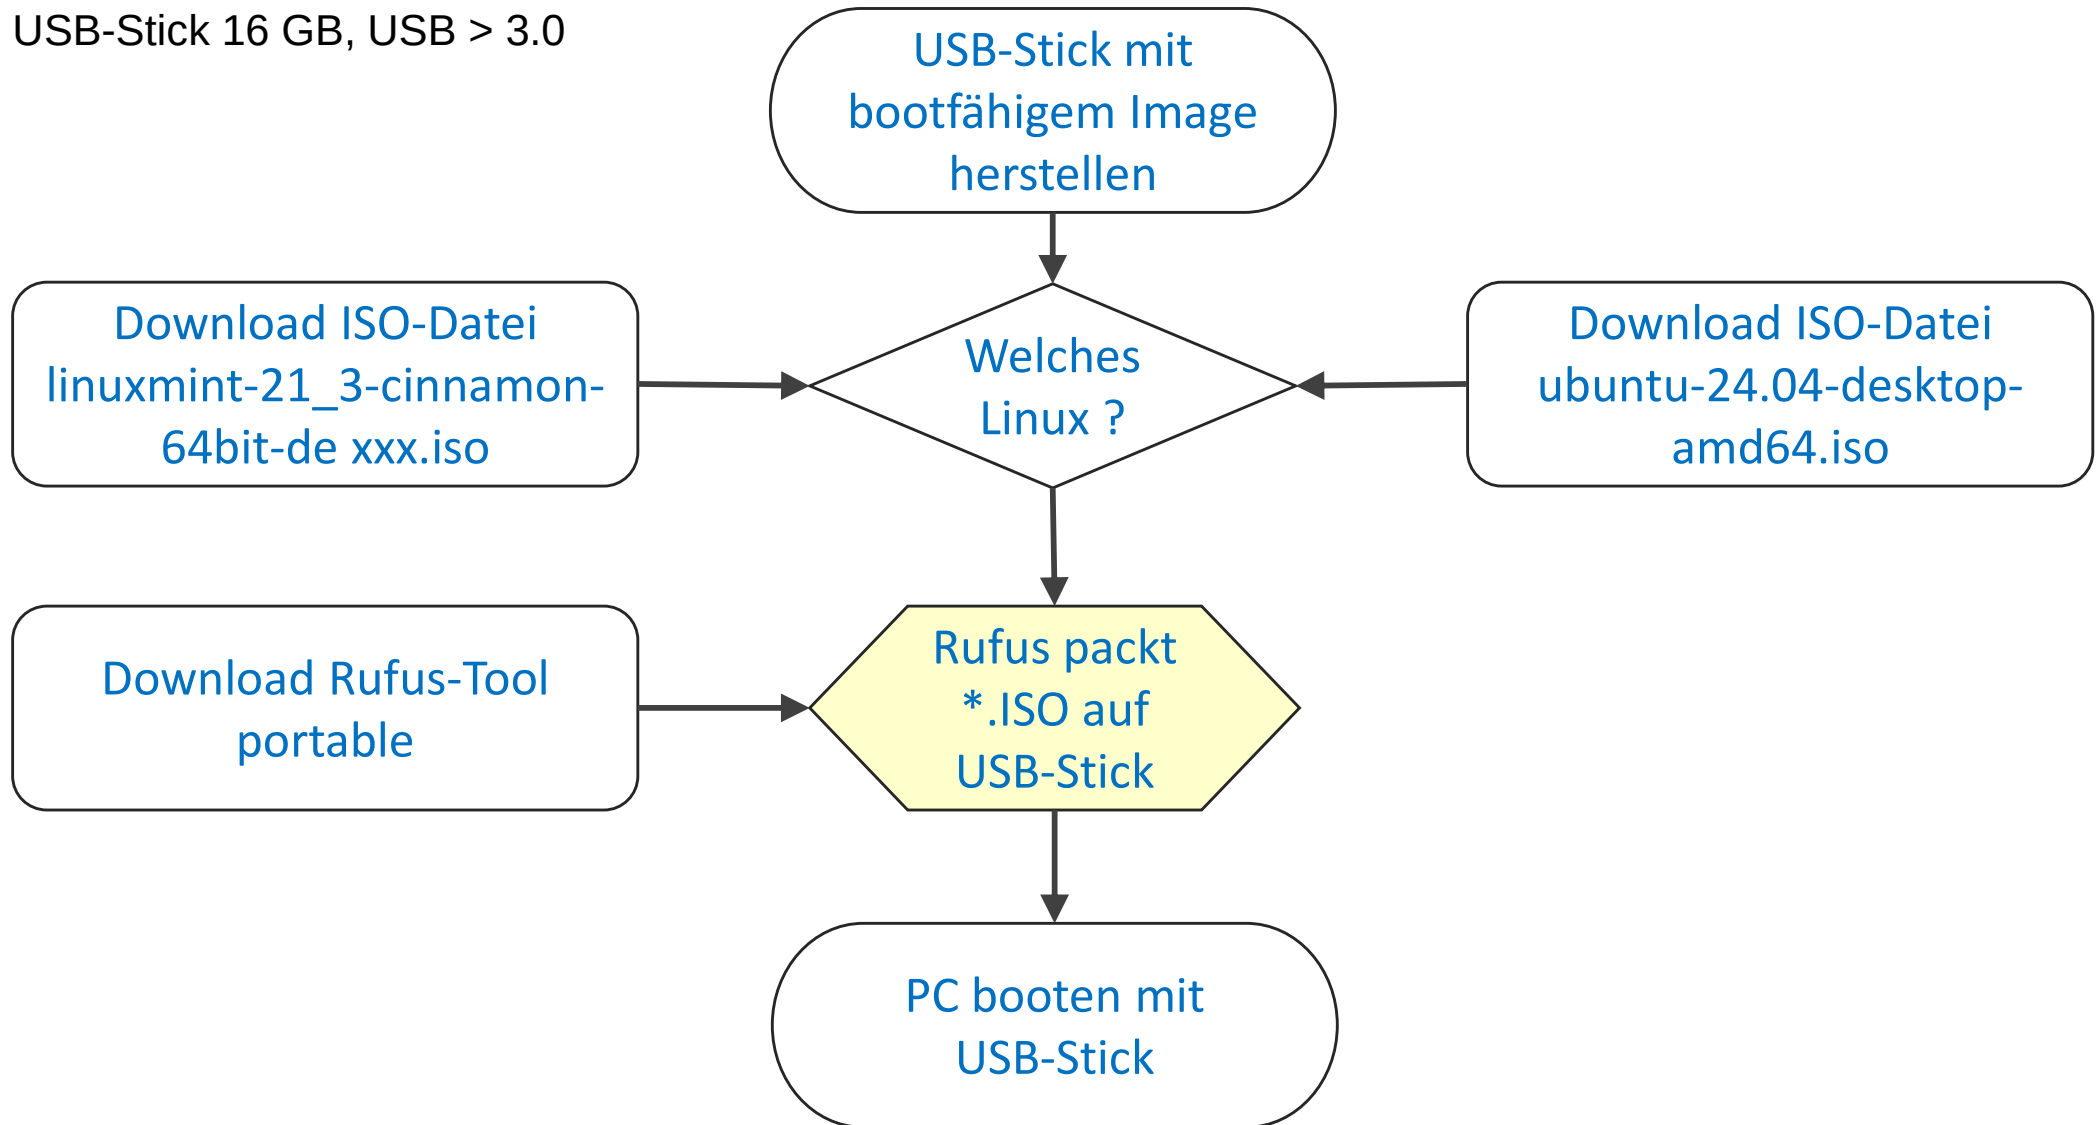 USB-Stick 16 GB, USB > 3.0
USB-Stick mit
bootfähigem Image
herstellen
Download ISO-Datei
linuxmint-21_3-cinnamon-
64bit-de xxx.iso
Welches
Linux ?
Download ISO-Datei
ubuntu-24.04-desktop-
amd64.iso
Download Rufus-Tool
portable
Rufus packt
*.ISO auf
USB-Stick
PC booten mit
USB-Stick